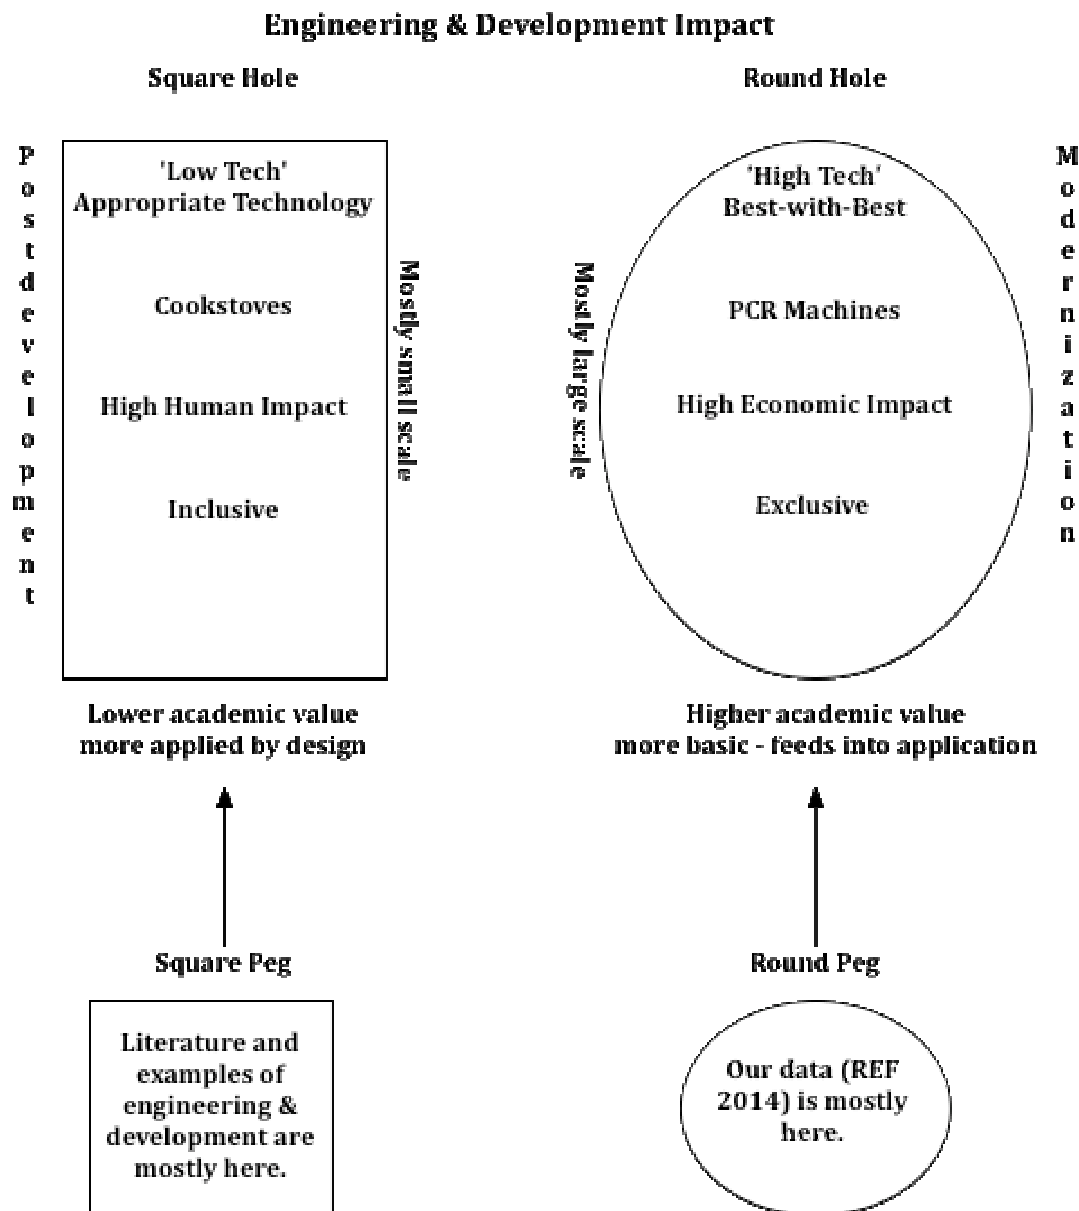 Engineering & Development Impact
Square Hole
Postdevelopment
'Low Tech'
Appropriate Technology
Cookstoves
High Human Impact
Inclusive
Mostly small scale
Lower academic value
more applied by design
Square Peg
Literature and
examples of
engineering &
development are
mostly here.
Round Hole
Mostly large scale
'High Tech'
Best-with-Best
PCR Machines
High Economic Impact
Exclusive
Modernization
Higher academic value
more basic - feeds into application
Round Peg
Our data (REF
2014) is mostly
here.